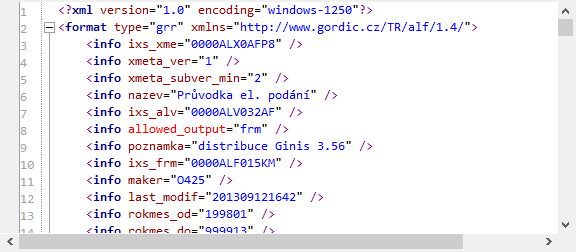 1 <?xml version="1.0" encoding="windows-1250"?>
2 <format type="grr" xmlns="http://www.gordic.cz/TR/alf/1.4/">
3 <info ixs_xme="0000ALX0AFP8" />
4 <info xmeta_ver="1" />
5 <info xmeta_subver_min="2" />
6 <info nazev="Průvodka el. podání" />
7 <info ixs_alv="0000ALV032AF" />
8 <info allowed_output="frm" />
9 <info poznamka="distribuce Ginis 3.56" />
10 <info ixs_frm="0000ALF015KM" />
11 <info maker="O425" />
12 <info last_modif="201309121642" />
13 <info rokmes_od="199801" />
14 <info rokmes_do="999913" />